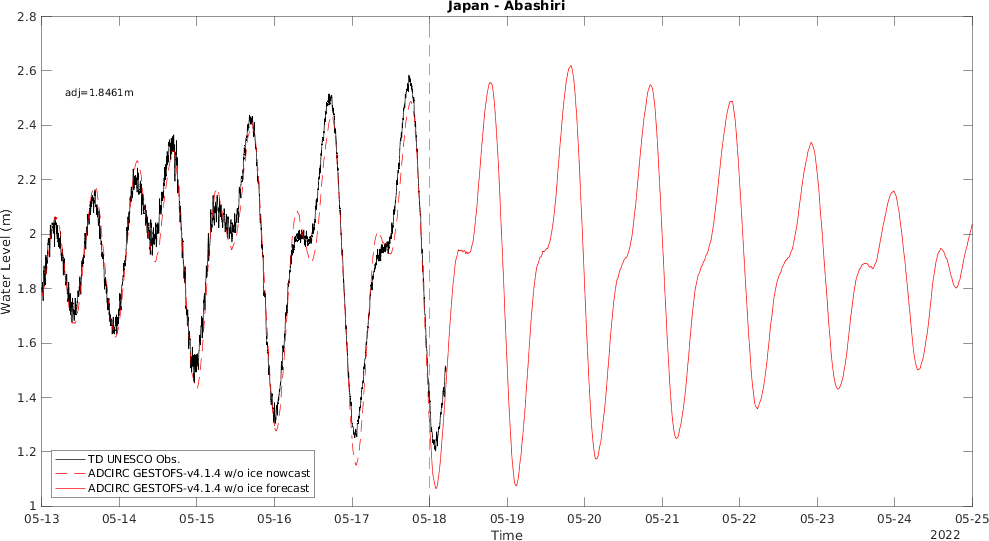 Japan - Abashiri
2.8
2.6
2.4
2.2
2
1.8
1.6
1.4
1.2
1
Water Level (m)
adj=1.8461m
TD UNESCO Obs.
ADCIRC GESTOFS-v4.1.4 w/o ice nowcast
ADCIRC GESTOFS-v4.1.4 w/o ice forecast
05-13 05-14 05-15 05-16 05-17 05-18 05-19 05-20 05-21 05-22 05-23 05-24 05-25
Time
2022